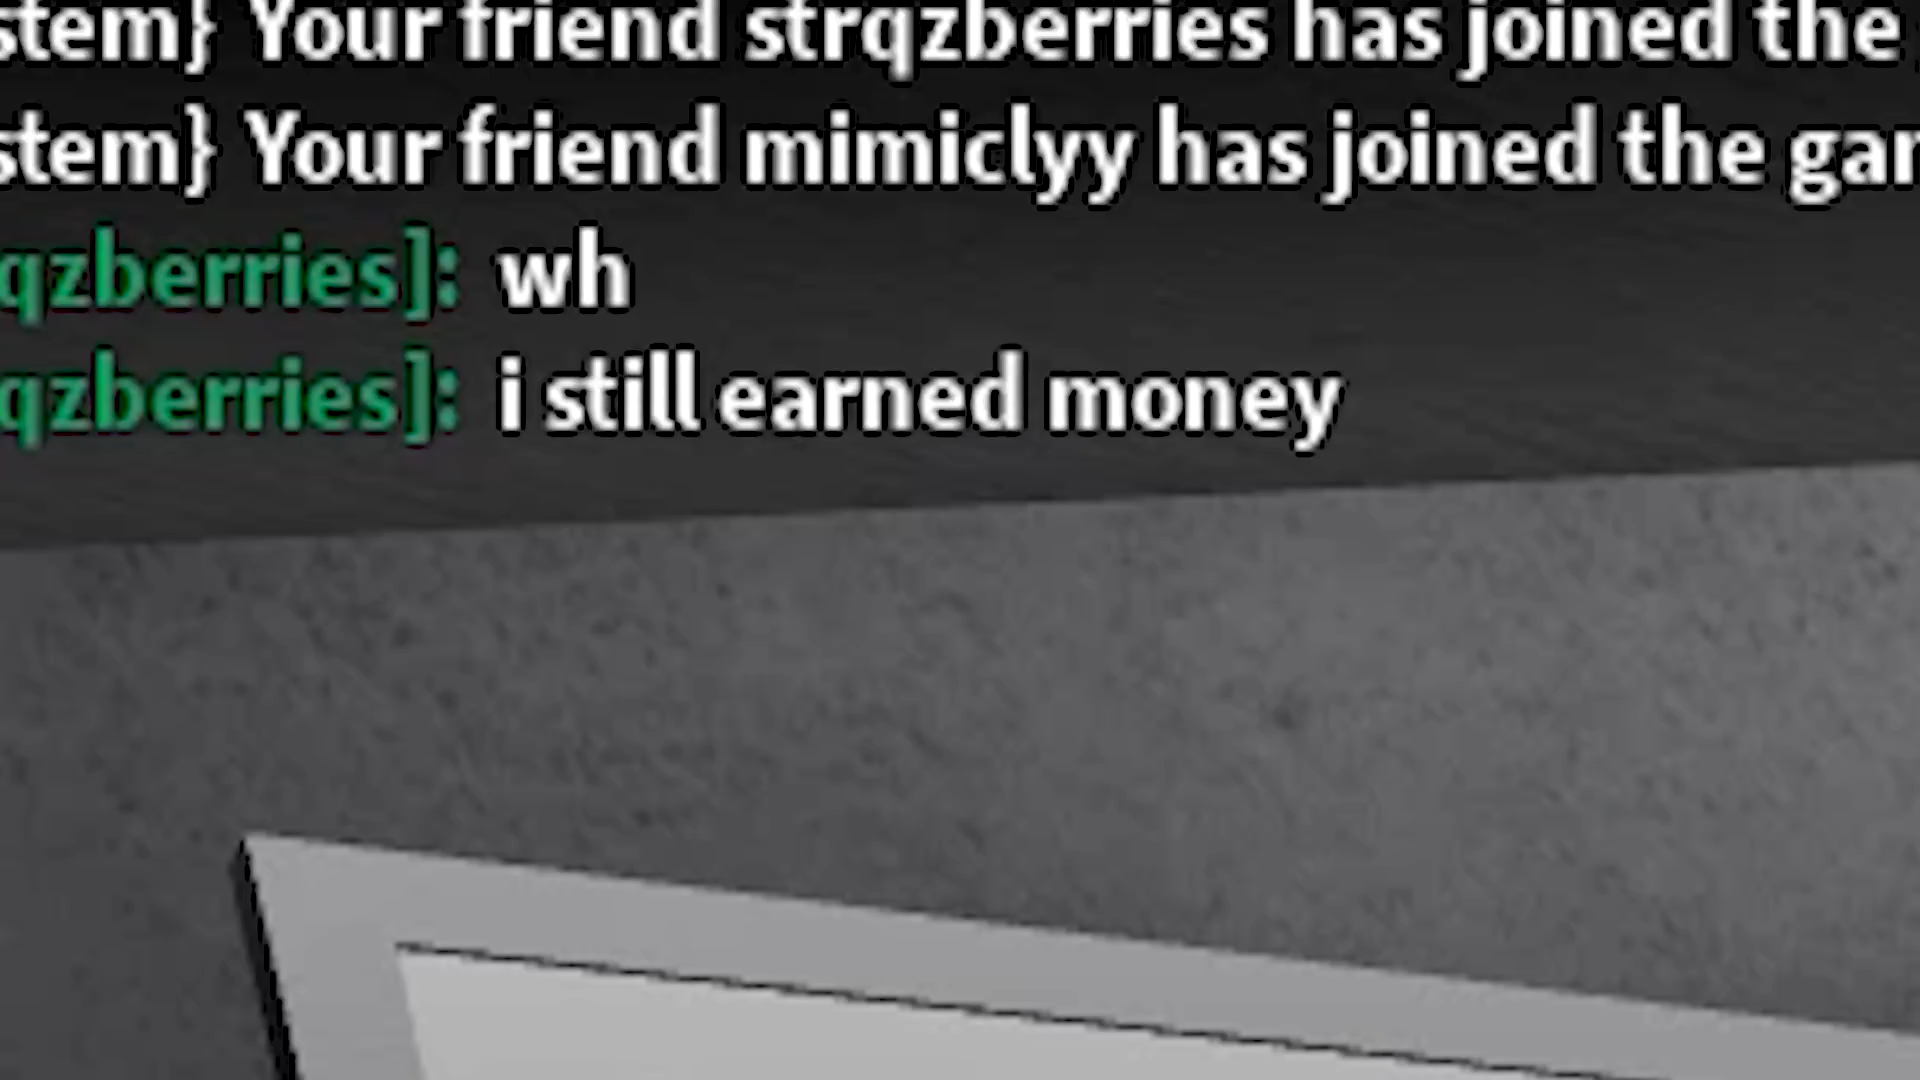 stem} Your friend strqzberries has joined the
stem} Your friend mimiclyy has joined the gam
qzberries]: wh
qzberries]: i still earned money